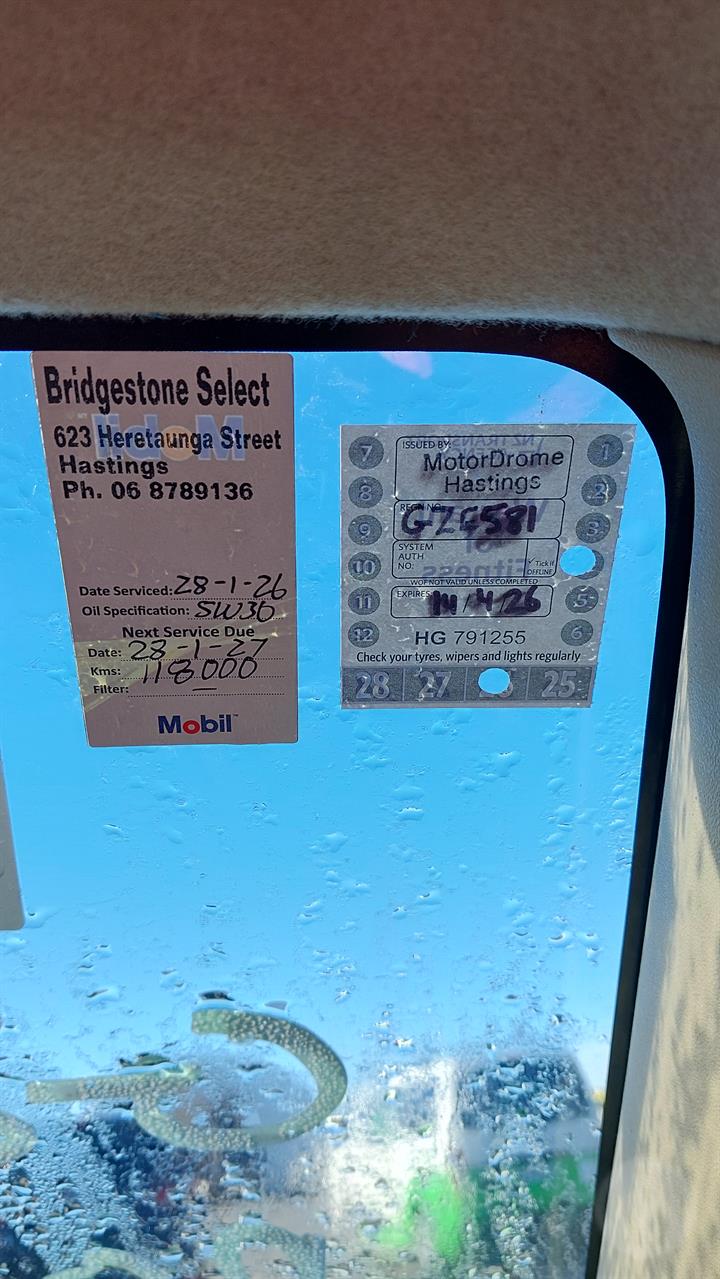 Bridgestone Select
623 Heretaunga Street
Hastings
Ph. 06 8789136
Date Serviced: 28-1-26
Oil Specification: 5W30
Next Service Due
Date: 28-1-27
Kms: 118000
Filter: —
Mobil
ISSUED BY:
MotorDrome
Hastings
REGN NO:
GZE581
SYSTEM
AUTH
NO:
✓ Tick if
OFFLINE
WOF NOT VALID UNLESS COMPLETED
EXPIRES: 14/4/26
HG 791255
Check your tyres, wipers and lights regularly
7 1
8 2
9 3
10
11 5
12 6
28 27 25